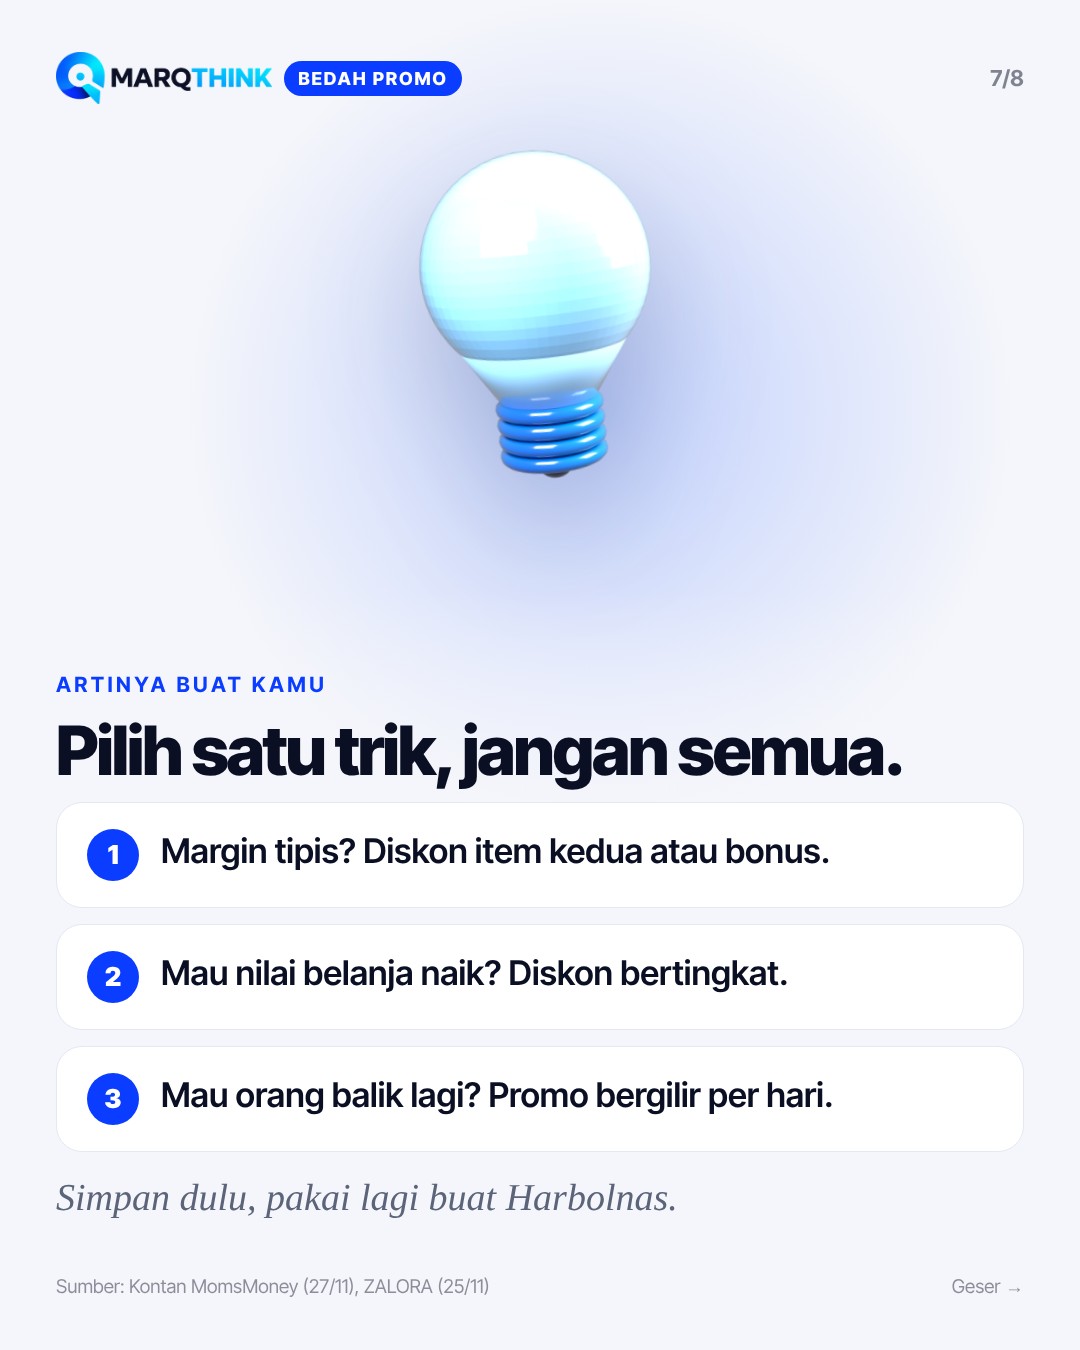 MARQTHINK
BEDAH PROMO
7/8
ARTINYA BUAT KAMU
Pilih satu trik, jangan semua.
1 Margin tipis? Diskon item kedua atau bonus.
2 Mau nilai belanja naik? Diskon bertingkat.
3 Mau orang balik lagi? Promo bergilir per hari.
Simpan dulu, pakai lagi buat Harbolnas.
Sumber: Kontan MomsMoney (27/11), ZALORA (25/11)
Geser →